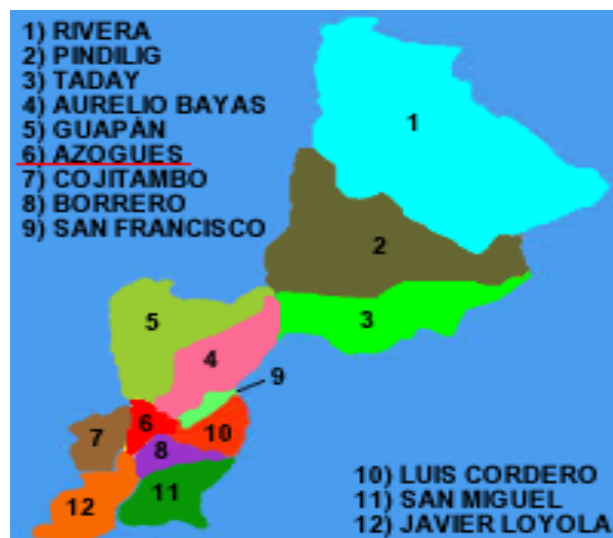 1) RIVERA
2) PINDILIG
3) TADAY
4) AURELIO BAYAS
5) GUAPÁN
6) AZOGUES
7) COJITAMBO
8) BORRERO
9) SAN FRANCISCO
1
2
3
5
4
9
6
10
7
8
11
12
10) LUIS CORDERO
11) SAN MIGUEL
12) JAVIER LOYOLA